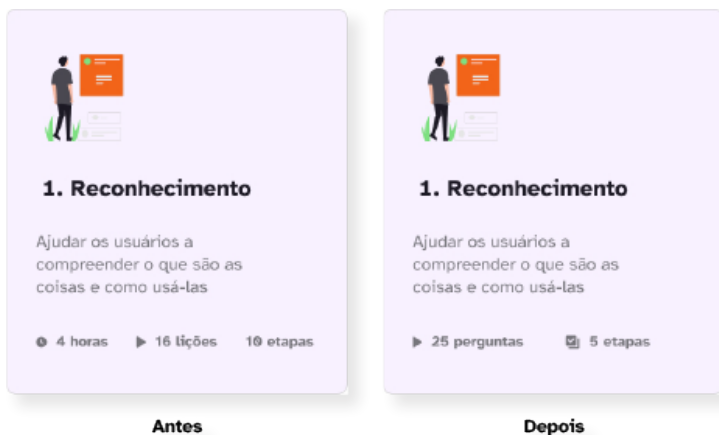 1. Reconhecimento
Ajudar os usuários a
compreender o que são as
coisas e como usá-las
4 horas 16 lições 10 etapas
Antes
1. Reconhecimento
Ajudar os usuários a
compreender o que são as
coisas e como usá-las
25 perguntas 5 etapas
Depois